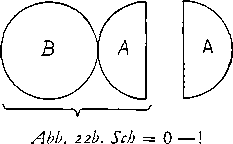 B A A
Abb. 22b. Sch = 0 —!